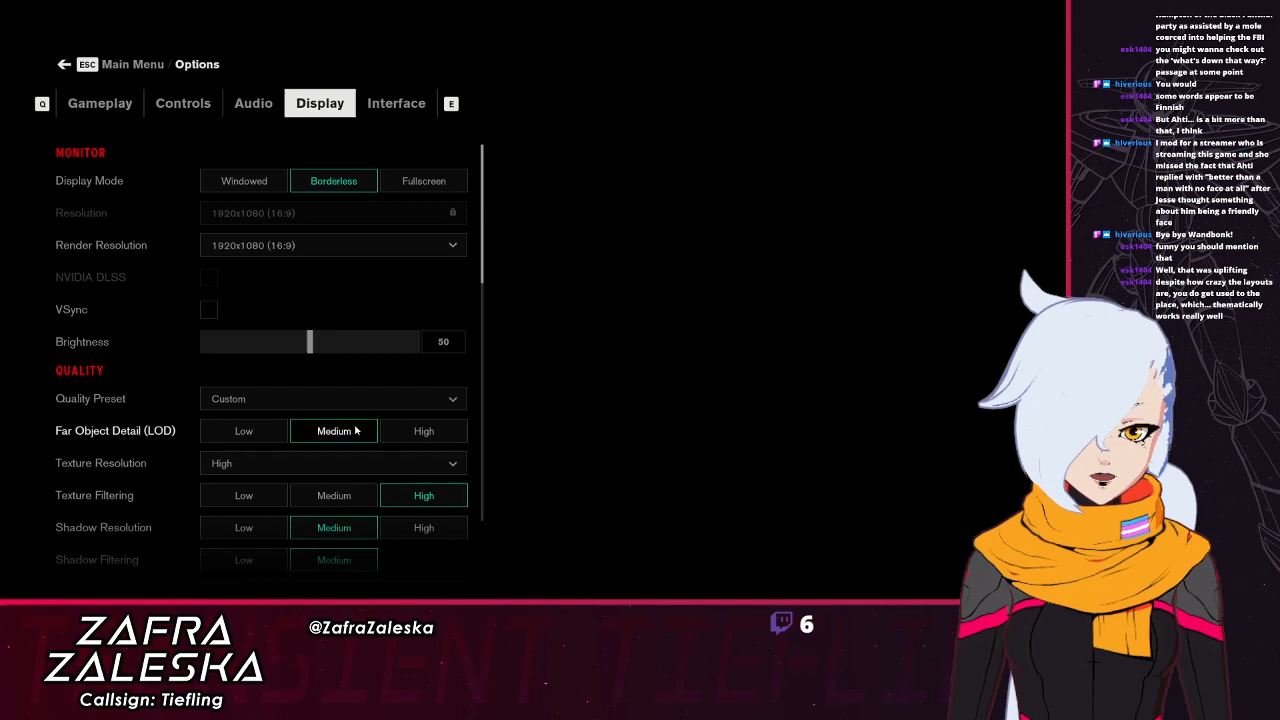 ESC Main Menu / Options
Q Gameplay Controls Audio Display Interface E
MONITOR
Display Mode Windowed Borderless Fullscreen
Resolution 1920x1080 (16:9)
Render Resolution 1920x1080 (16:9)
NVIDIA DLSS
VSync
Brightness 50
QUALITY
Quality Preset Custom
Far Object Detail (LOD) Low Medium High
Texture Resolution High
Texture Filtering Low Medium High
Shadow Resolution Low Medium High
Shadow Filtering Low Medium
party as assisted by a mole
coerced into helping the FBI
esk1404 you might wanna check out
the 'what's down that way?'
passage at some point
hiverious You would
esk1404 some words appear to be
Finnish
esk1404 But Ahti... is a bit more than
that, I think
hiverious I mod for a streamer who is
streaming this game and she
missed the fact that Ahti
replied with "better than a
man with no face at all" after
Jesse thought something
about him being a friendly
face
hiverious Bye bye Wandbonk!
esk1404 funny you should mention
that
esk1404 Well, that was uplifting
esk1404 despite how crazy the layouts
are, you do get used to the
place, which... thematically
works really well
ZAFRA
ZALESKA
Callsign: Tiefling
@ZafraZaleska
6